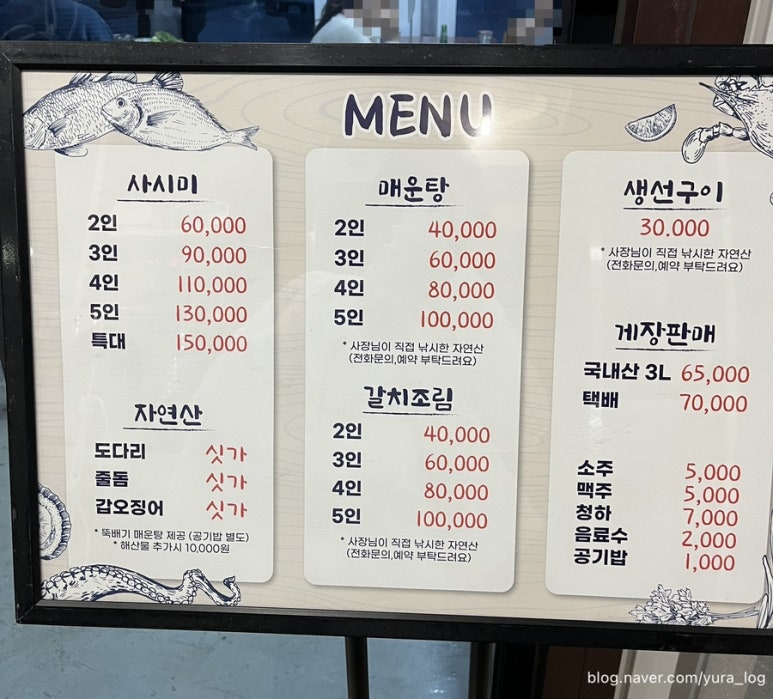 MENU
사시미
2인 60,000
3인 90,000
4인 110,000
5인 130,000
특대 150,000
자연산
도다리 싯가
줄돔 싯가
갑오징어 싯가
* 뚝배기 매운탕 제공 (공기밥 별도)
* 해산물 추가시 10,000원
매운탕
2인 40,000
3인 60,000
4인 80,000
5인 100,000
* 사장님이 직접 낚시한 자연산
(전화문의,예약 부탁드려요)
갈치조림
2인 40,000
3인 60,000
4인 80,000
5인 100,000
* 사장님이 직접 낚시한 자연산
(전화문의,예약 부탁드려요)
생선구이
30.000
* 사장님이 직접 낚시한 자연산
(전화문의,예약 부탁드려요)
게장판매
국내산 3L 65,000
택배 70,000
소주 5,000
맥주 5,000
청하 7,000
음료수 2,000
공기밥 1,000
blog.naver.com/yura_log